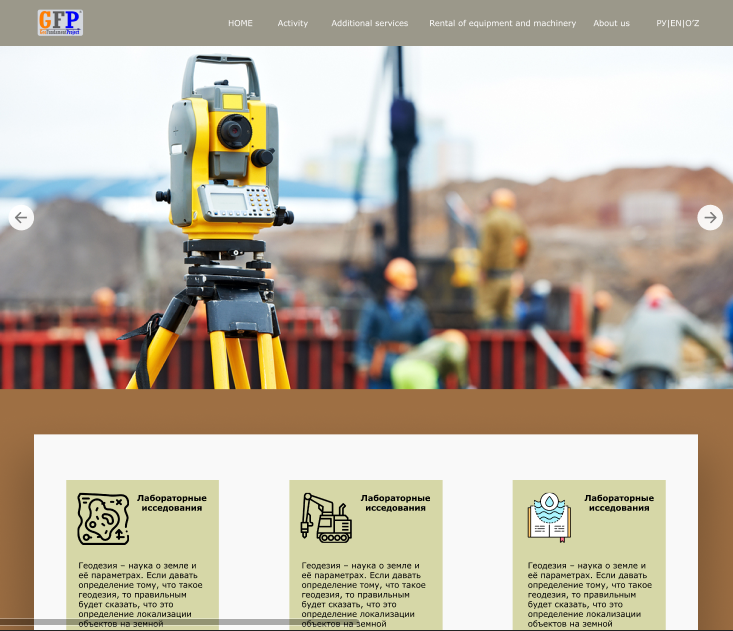 GFP
GeoFundamentProject
HOME Activity Additional services Rental of equipment and machinery About us РУ|EN|O'Z
Лабораторные
исседования
Геодезия – наука о земле и
её параметрах. Если давать
определение тому, что такое
геодезия, то правильным
будет сказать, что это
определение локализации
объектов на земной
Лабораторные
исседования
Геодезия – наука о земле и
её параметрах. Если давать
определение тому, что такое
геодезия, то правильным
будет сказать, что это
определение локализации
объектов на земной
Лабораторные
исседования
Геодезия – наука о земле и
её параметрах. Если давать
определение тому, что такое
геодезия, то правильным
будет сказать, что это
определение локализации
объектов на земной